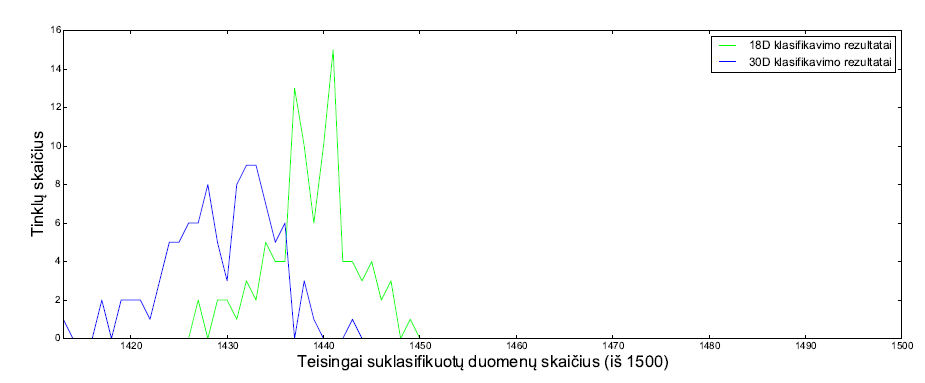 16
14
12
10
8
6
4
2
0
Tinklų skaičius
18D klasifikavimo rezultatai
30D klasifikavimo rezultatai
1420 1430 1440 1450 1460 1470 1480 1490 1500
Teisingai suklasifikuotų duomenų skaičius (iš 1500)